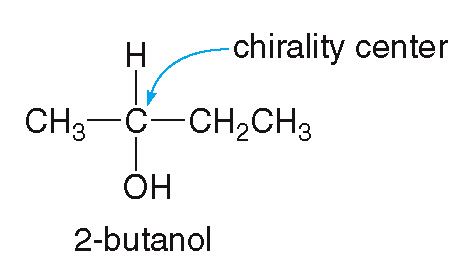 H
chirality center
CH₃—C—CH₂CH₃
OH
2-butanol